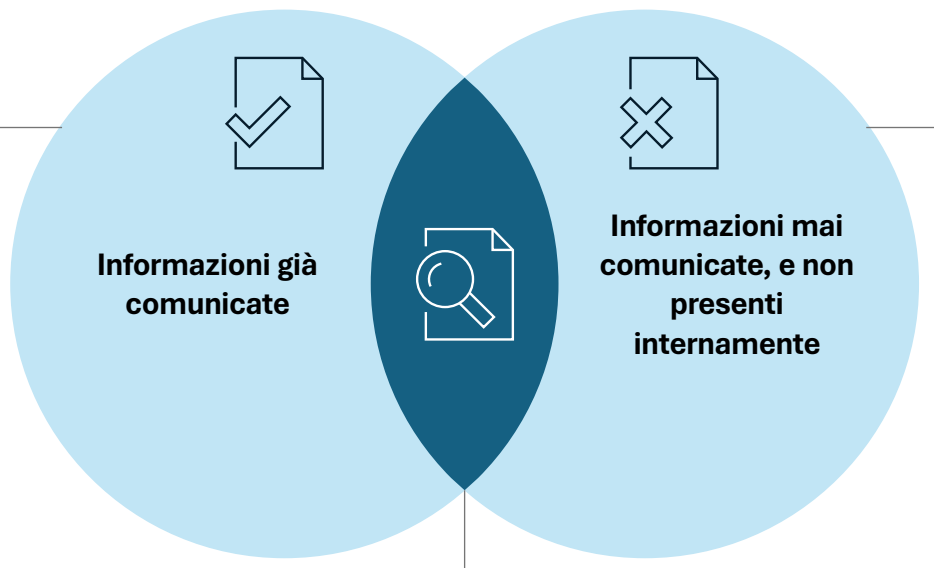 Informazioni già
comunicate
Informazioni mai
comunicate, e non
presenti
internamente